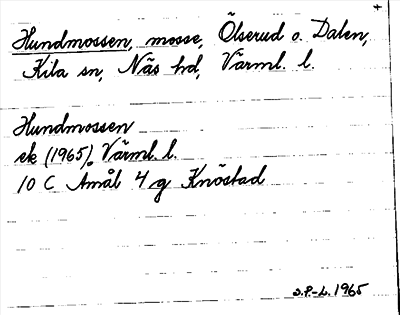 Hundmossen, mosse, Ölserud o. Dalen,
Kila sn, Näs hd, Värml. l.
Hundmossen
ek (1965). Värml. l.
10 C Åmål 4 g Knöstad
S.P-L. 1965